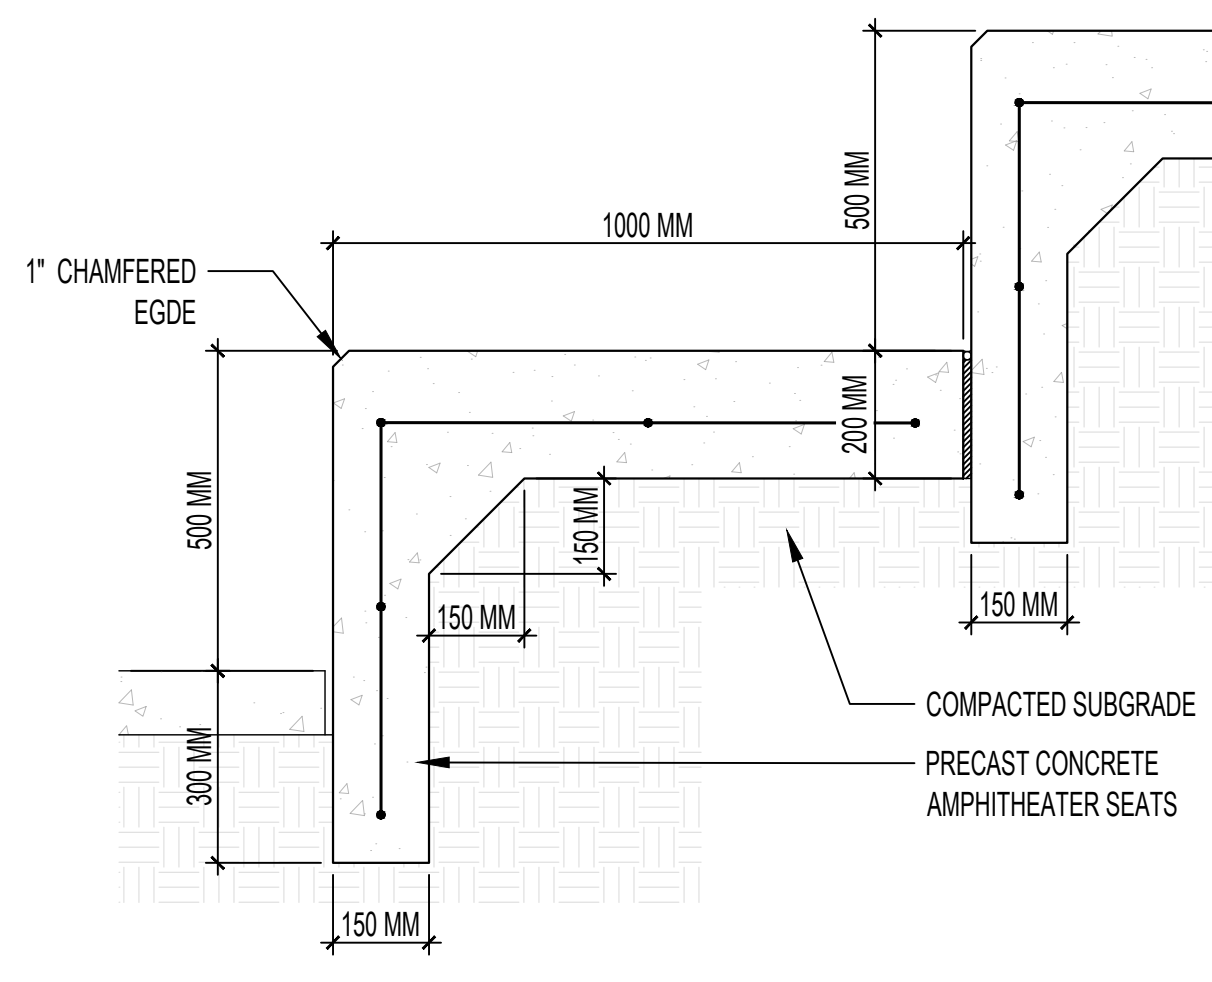 500 MM
1000 MM
1" CHAMFERED
EGDE
200 MM
500 MM
150 MM
150 MM
150 MM
COMPACTED SUBGRADE
300 MM
PRECAST CONCRETE
AMPHITHEATER SEATS
150 MM